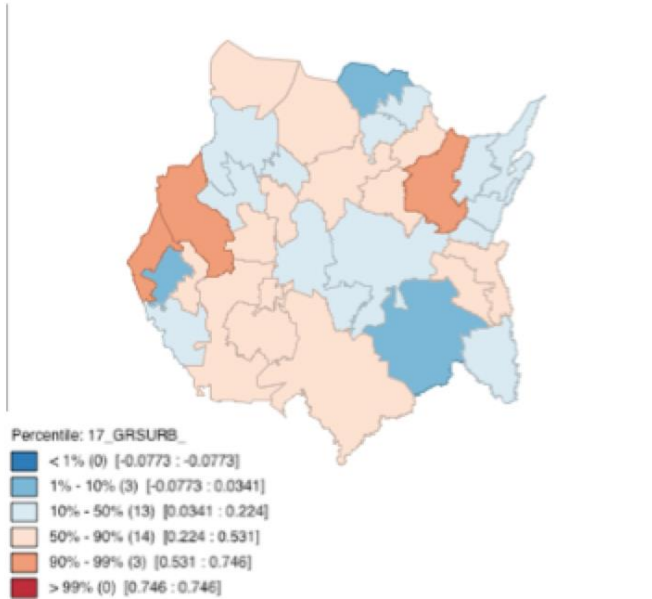 Percentile: 17_GRSURB_
< 1% (0) [-0.0773 : -0.0773]
1% - 10% (3) [-0.0773 : 0.0341]
10% - 50% (13) [0.0341 : 0.224]
50% - 90% (14) [0.224 : 0.531]
90% - 99% (3) [0.531 : 0.746]
> 99% (0) [0.746 : 0.746]